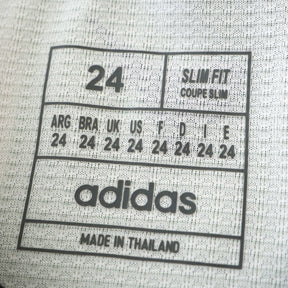 24
SLIM FIT
COUPE SLIM
ARG BRA UK US F D I E
24 24 24 24 24 24 24 24
adidas
MADE IN THAILAND